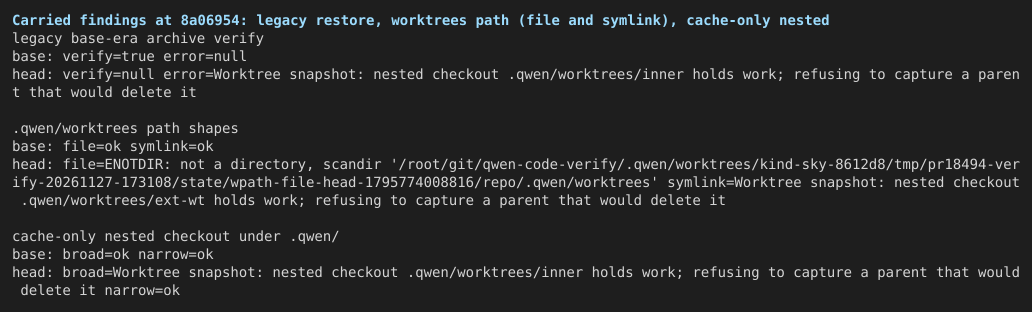 Carried findings at 8a06954: legacy restore, worktrees path (file and symlink), cache-only nested
legacy base-era archive verify
base: verify=true error=null
head: verify=null error=Worktree snapshot: nested checkout .qwen/worktrees/inner holds work; refusing to capture a paren
t that would delete it
.qwen/worktrees path shapes
base: file=ok symlink=ok
head: file=ENOTDIR: not a directory, scandir '/root/git/qwen-code-verify/.qwen/worktrees/kind-sky-8612d8/tmp/pr18494-ver
ify-20261127-173108/state/wpath-file-head-1795774008816/repo/.qwen/worktrees' symlink=Worktree snapshot: nested checkout
 .qwen/worktrees/ext-wt holds work; refusing to capture a parent that would delete it
cache-only nested checkout under .qwen/
base: broad=ok narrow=ok
head: broad=Worktree snapshot: nested checkout .qwen/worktrees/inner holds work; refusing to capture a parent that would
 delete it narrow=ok